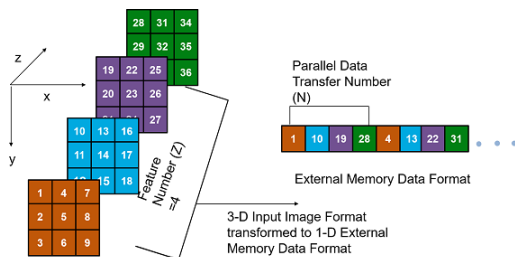 28 31 34
29 32 35
36
z
19 22 25
20 23 26
27
x
y
10 13 16
11 14 17
15 18
1 4 7
2 5 8
3 6 9
Feature
Number (Z)
=4
Parallel Data
Transfer Number
(N)
1 10 19 28 4 13 22 31
External Memory Data Format
3-D Input Image Format
transformed to 1-D External
Memory Data Format